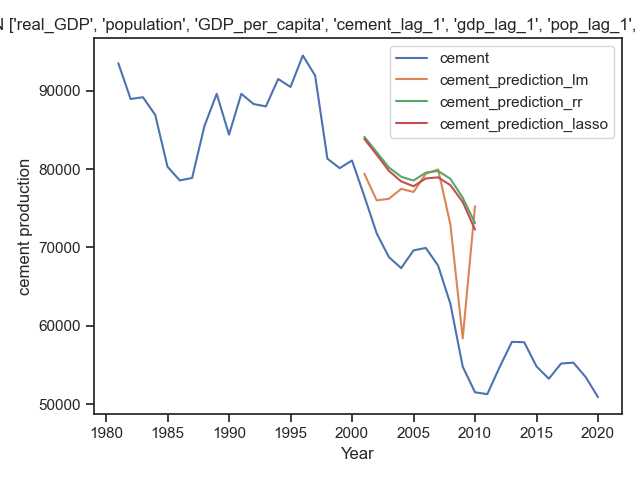 N ['real_GDP', 'population', 'GDP_per_capita', 'cement_lag_1', 'gdp_lag_1', 'pop_lag_1',
cement
cement_prediction_lm
cement_prediction_rr
cement_prediction_lasso
90000
80000
70000
60000
50000
cement production
1980 1985 1990 1995 2000 2005 2010 2015 2020
Year